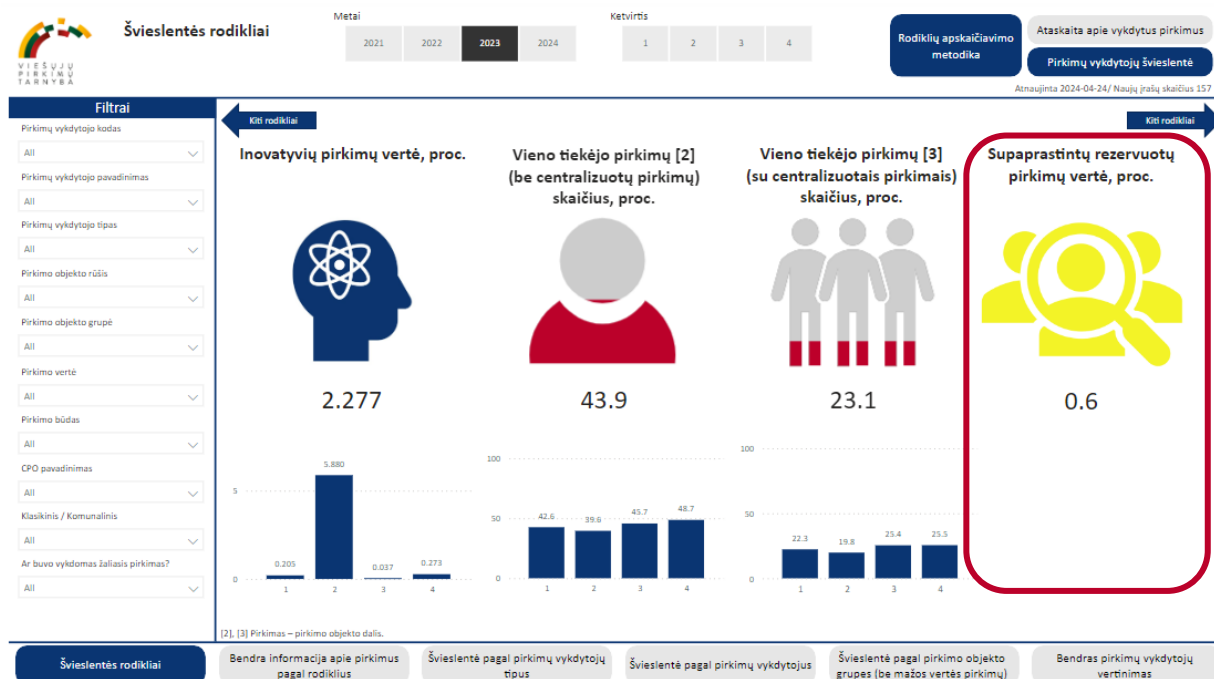 VIEŠŲJŲ
PIRKIMŲ
TARNYBA
Švieslentės rodikliai
Metai
2021 2022 2023 2024
Ketvirtis
1 2 3 4
Rodiklių apskaičiavimo
metodika
Ataskaita apie vykdytus pirkimus
Pirkimų vykdytojų švieslentė
Atnaujinta 2024-04-24/ Naujų įrašų skaičius 157
Filtrai
Pirkimų vykdytojo kodas
All
Pirkimų vykdytojo pavadinimas
All
Pirkimų vykdytojo tipas
All
Pirkimo objekto rūšis
All
Pirkimo objekto grupė
All
Pirkimo vertė
All
Pirkimo būdas
All
CPO pavadinimas
All
Klasikinis / Komunalinis
All
Ar buvo vykdomas žaliasis pirkimas?
All
Kiti rodikliai
Kiti rodikliai
Inovatyvių pirkimų vertė, proc.
2.277
5
0
0.205 5.880 0.037 0.273
1 2 3 4
Vieno tiekėjo pirkimų [2]
(be centralizuotų pirkimų)
skaičius, proc.
43.9
100
50
0
42.6 39.6 45.7 48.7
1 2 3 4
Vieno tiekėjo pirkimų [3]
(su centralizuotais pirkimais)
skaičius, proc.
23.1
100
50
0
22.3 19.8 25.4 25.5
1 2 3 4
Supaprastintų rezervuotų
pirkimų vertė, proc.
0.6
[2], [3] Pirkimas – pirkimo objekto dalis.
Švieslentės rodikliai
Bendra informacija apie pirkimus
pagal rodiklius
Švieslentė pagal pirkimų vykdytojų
tipus
Švieslentė pagal pirkimų vykdytojus
Švieslentė pagal pirkimo objekto
grupes (be mažos vertės pirkimų)
Bendras pirkimų vykdytojų
vertinimas